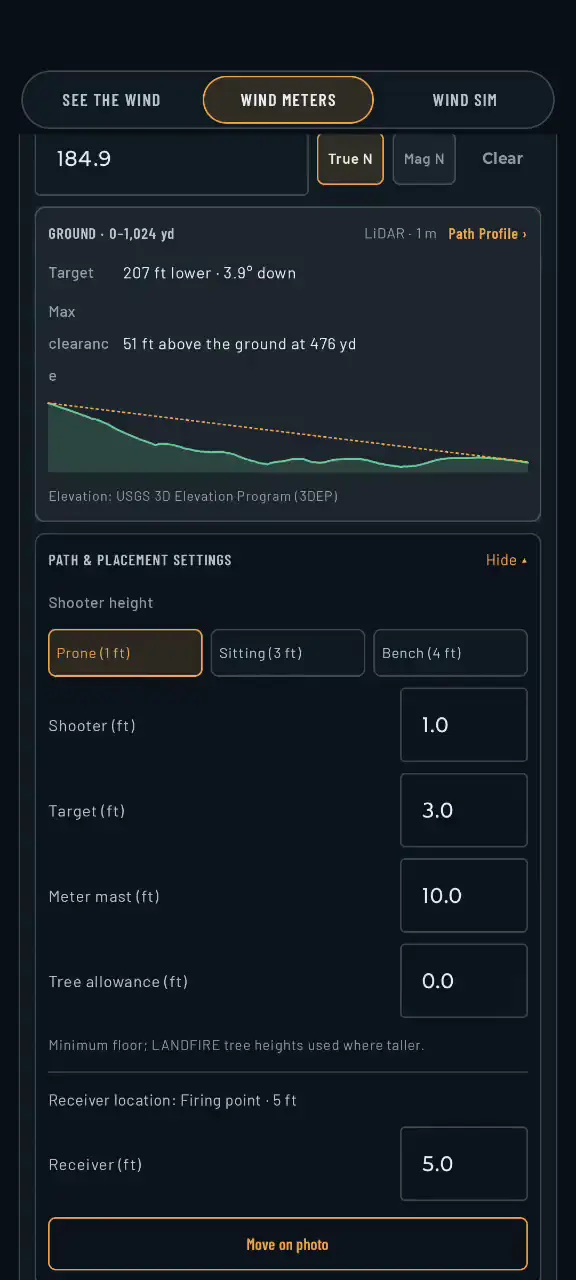 SEE THE WIND WIND METERS WIND SIM
184.9 True N Mag N Clear
GROUND · 0–1,024 yd LiDAR · 1 m Path Profile ›
Target 207 ft lower · 3.9° down
Max
clearanc 51 ft above the ground at 476 yd
e
Elevation: USGS 3D Elevation Program (3DEP)
PATH & PLACEMENT SETTINGS Hide ▴
Shooter height
Prone (1 ft) Sitting (3 ft) Bench (4 ft)
Shooter (ft) 1.0
Target (ft) 3.0
Meter mast (ft) 10.0
Tree allowance (ft) 0.0
Minimum floor; LANDFIRE tree heights used where taller.
Receiver location: Firing point · 5 ft
Receiver (ft) 5.0
Move on photo